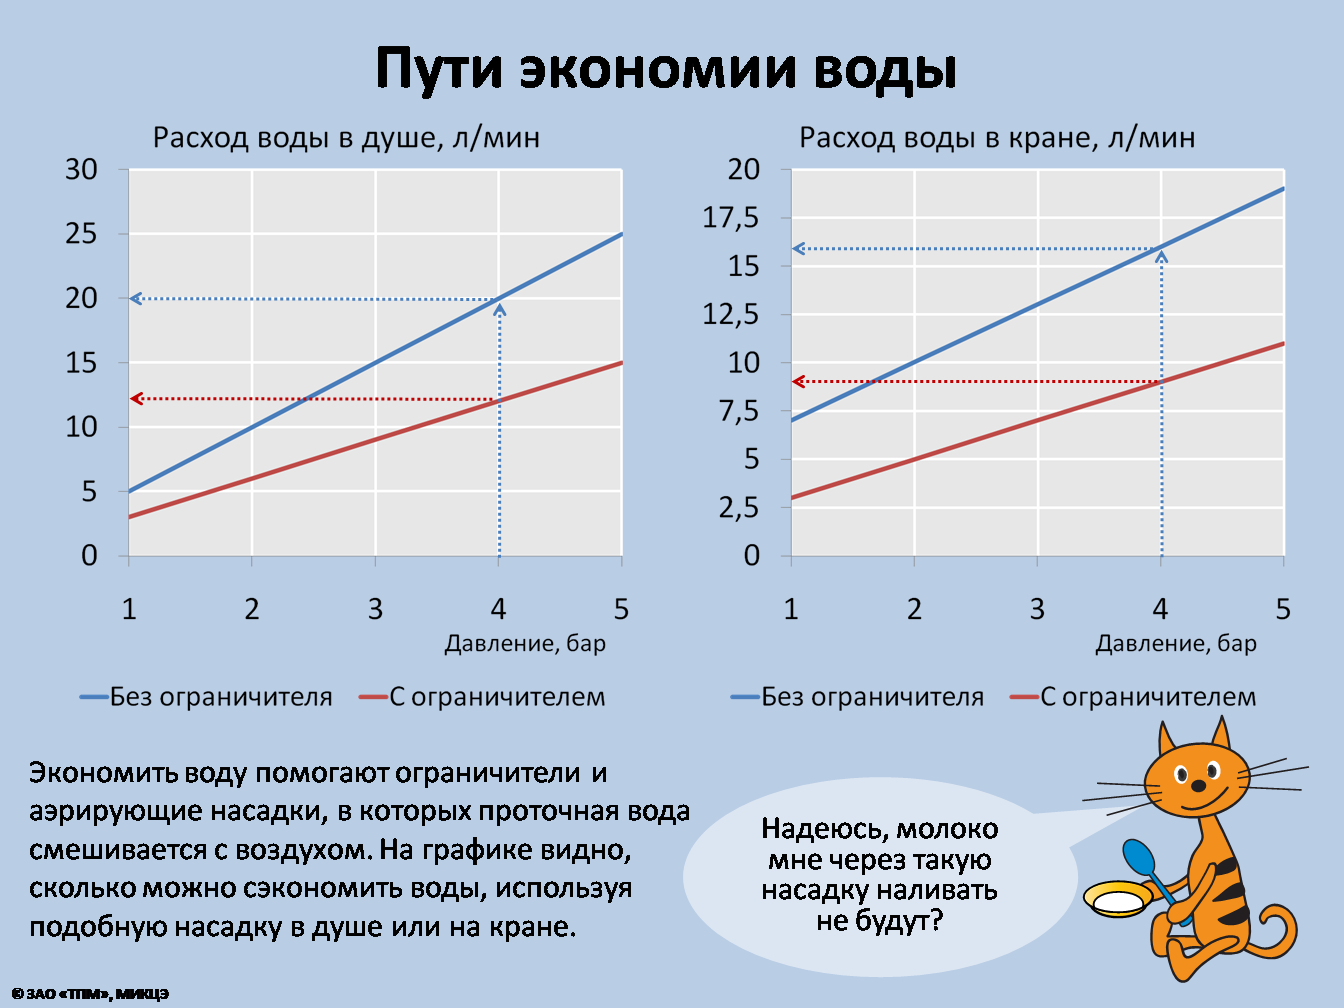 Пути экономии воды
Расход воды в душе, л/мин
30
25
20
15
10
5
0
1 2 3 4 5
Давление, бар
Без ограничителя С ограничителем
Расход воды в кране, л/мин
20
17,5
15
12,5
10
7,5
5
2,5
0
1 2 3 4 5
Давление, бар
Без ограничителя С ограничителем
Экономить воду помогают ограничители и
аэрирующие насадки, в которых проточная вода
смешивается с воздухом. На графике видно,
сколько можно сэкономить воды, используя
подобную насадку в душе или на кране.
Надеюсь, молоко
мне через такую
насадку наливать
не будут?
© ЗАО «ТПМ», МИКЦЭ